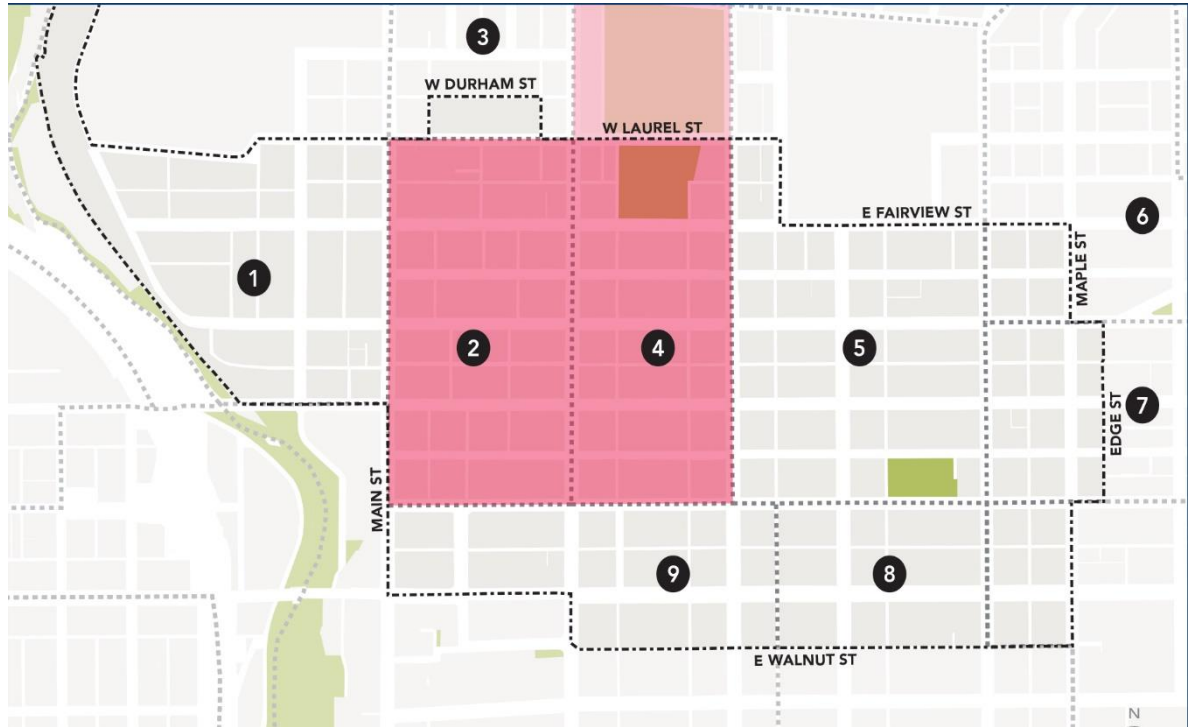 3
W DURHAM ST
W LAUREL ST
E FAIRVIEW ST
6
MAPLE ST
1
2
4
5
7
EDGE ST
MAIN ST
9
8
E WALNUT ST
N